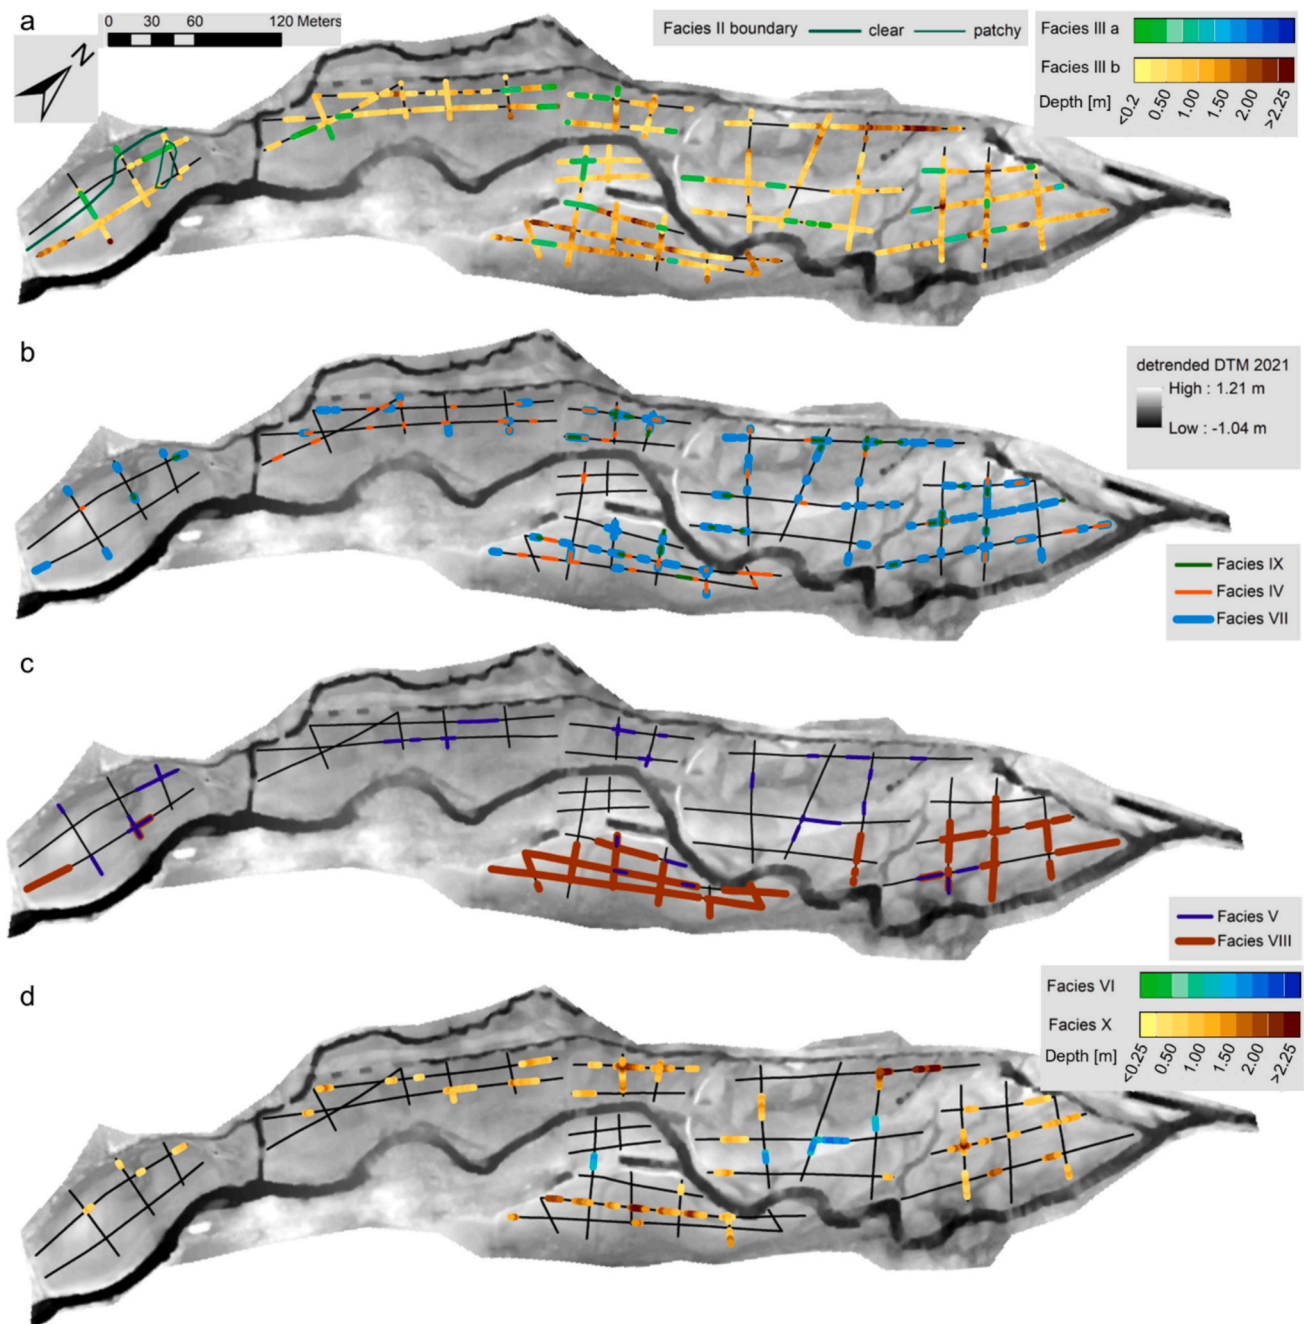 a
0 30 60 120 Meters
N
Facies II boundary clear patchy
Facies III a
Facies III b
Depth [m]
<0.2 0.50 1.00 1.50 2.00 >2.25
b
detrended DTM 2021
High : 1.21 m
Low : -1.04 m
Facies IX
Facies IV
Facies VII
c
Facies V
Facies VIII
d
Facies VI
Facies X
Depth [m]
<0.25 0.50 1.00 1.50 2.00 >2.25